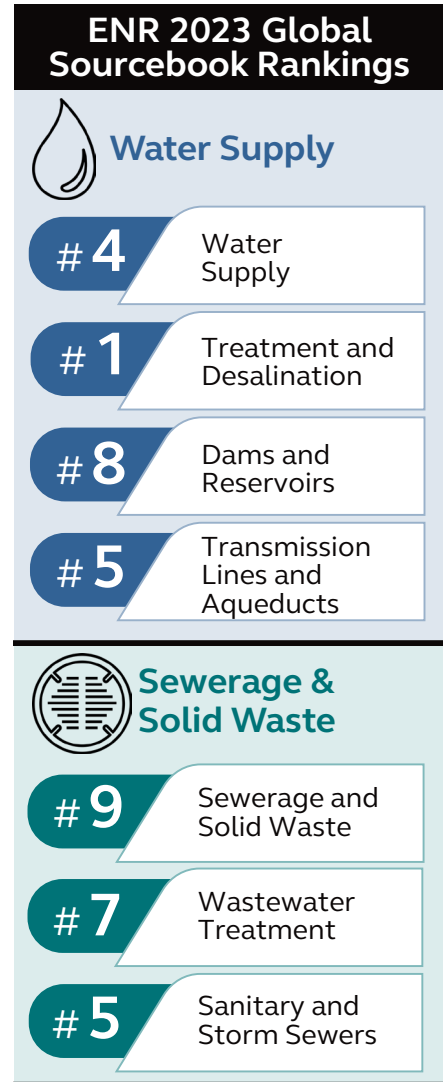 ENR 2023 Global
Sourcebook Rankings
Water Supply
# 4
Water
Supply
# 1
Treatment and
Desalination
# 8
Dams and
Reservoirs
# 5
Transmission
Lines and
Aqueducts
Sewerage &
Solid Waste
# 9
Sewerage and
Solid Waste
# 7
Wastewater
Treatment
# 5
Sanitary and
Storm Sewers